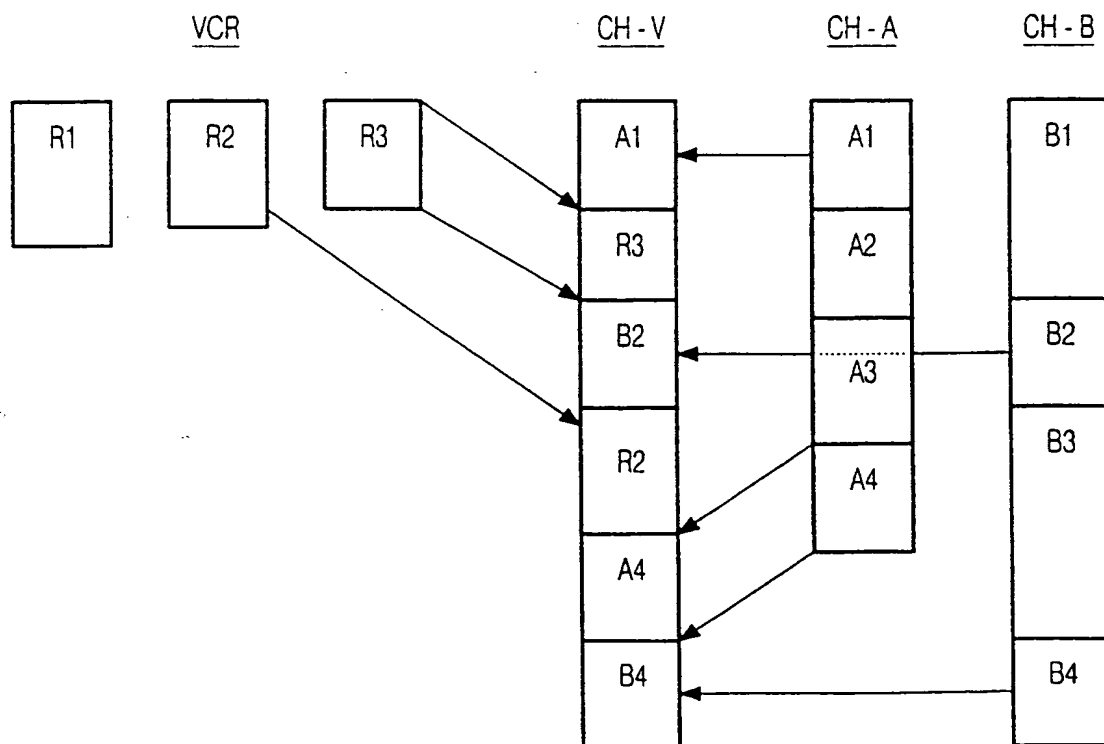 VCR CH - V CH - A CH - B
R1 R2 R3 A1 A1 B1
R3 A2
B2 A3 B2
R2 A4 B3
A4
B4 B4